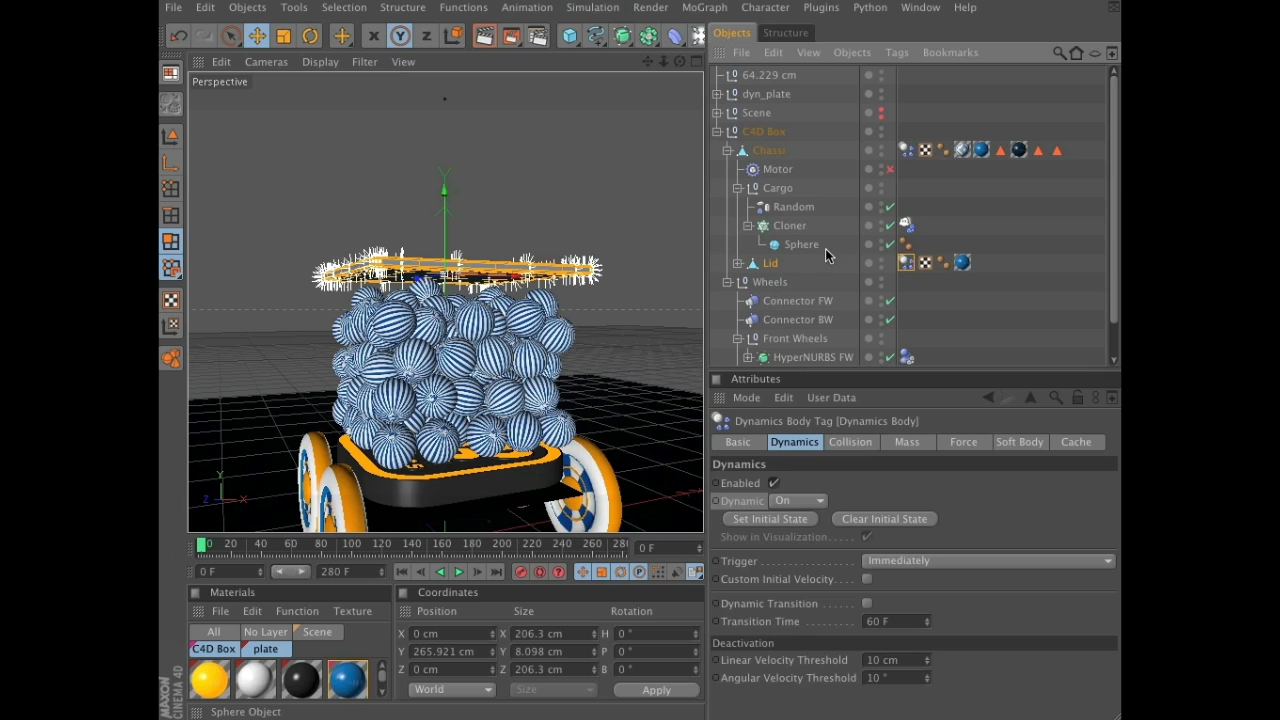 File Edit Objects Tools Selection Structure Functions Animation Simulation Render MoGraph Character Plugins Python Window Help
Objects Structure
File Edit View Objects Tags Bookmarks
Edit Cameras Display Filter View
Perspective
64.229 cm
dyn_plate
Scene
C4D Box
Chassi
Motor
Cargo
Random
Cloner
Sphere
Lid
Wheels
Connector FW
Connector BW
Front Wheels
HyperNURBS FW
X Y Z
Y
Y
Z X
Attributes
Mode Edit User Data
Dynamics Body Tag [Dynamics Body]
Basic Dynamics Collision Mass Force Soft Body Cache
Dynamics
Enabled
Dynamic On
Set Initial State Clear Initial State
Show in Visualization. . . . .
Trigger Immediately
Custom Initial Velocity
Dynamic Transition
Transition Time 60 F
Deactivation
Linear Velocity Threshold 10 cm
Angular Velocity Threshold 10 °
0 20 40 60 80 100 120 140 160 180 200 220 240 260 28
0 F
0 F 280 F
Materials
File Edit Function Texture
All No Layer Scene
C4D Box plate
Coordinates
Position Size Rotation
X 0 cm X 206.3 cm H 0 °
Y 265.921 cm Y 8.098 cm P 0 °
Z 0 cm Z 206.3 cm B 0 °
World Size Apply
MAXON
CINEMA 4D
Sphere Object